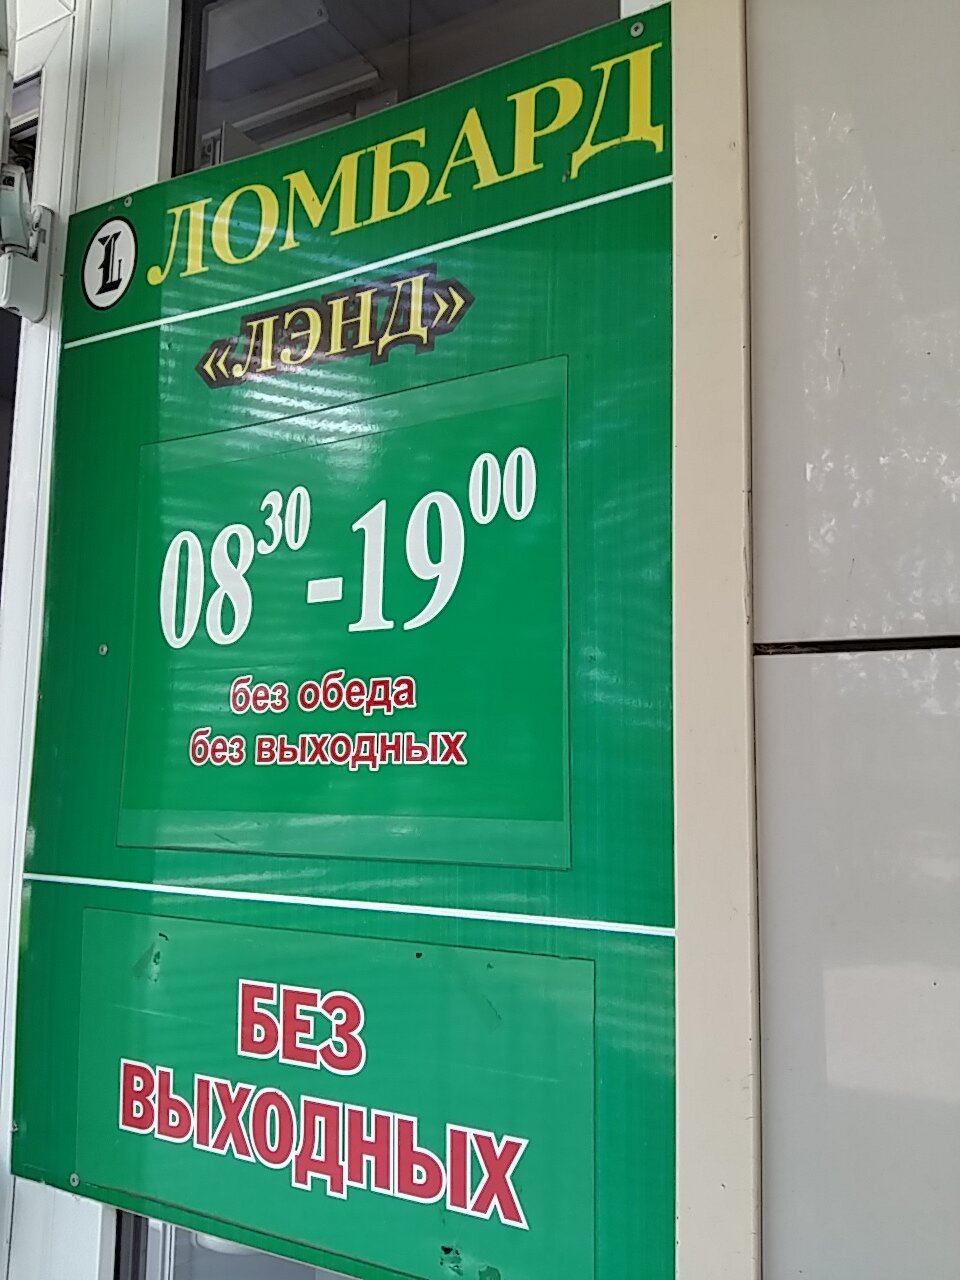 L ЛОМБАРД
«ЛЭНД»
08³⁰-19⁰⁰
без обеда
без выходных
БЕЗ
ВЫХОДНЫХ